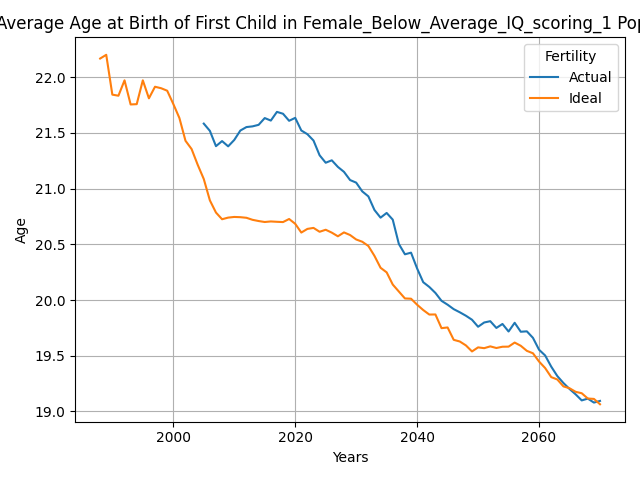 Average Age at Birth of First Child in Female_Below_Average_IQ_scoring_1 Pop
Fertility
Actual
Ideal
22.0
21.5
21.0
20.5
20.0
19.5
19.0
Age
2000
2020
2040
2060
Years